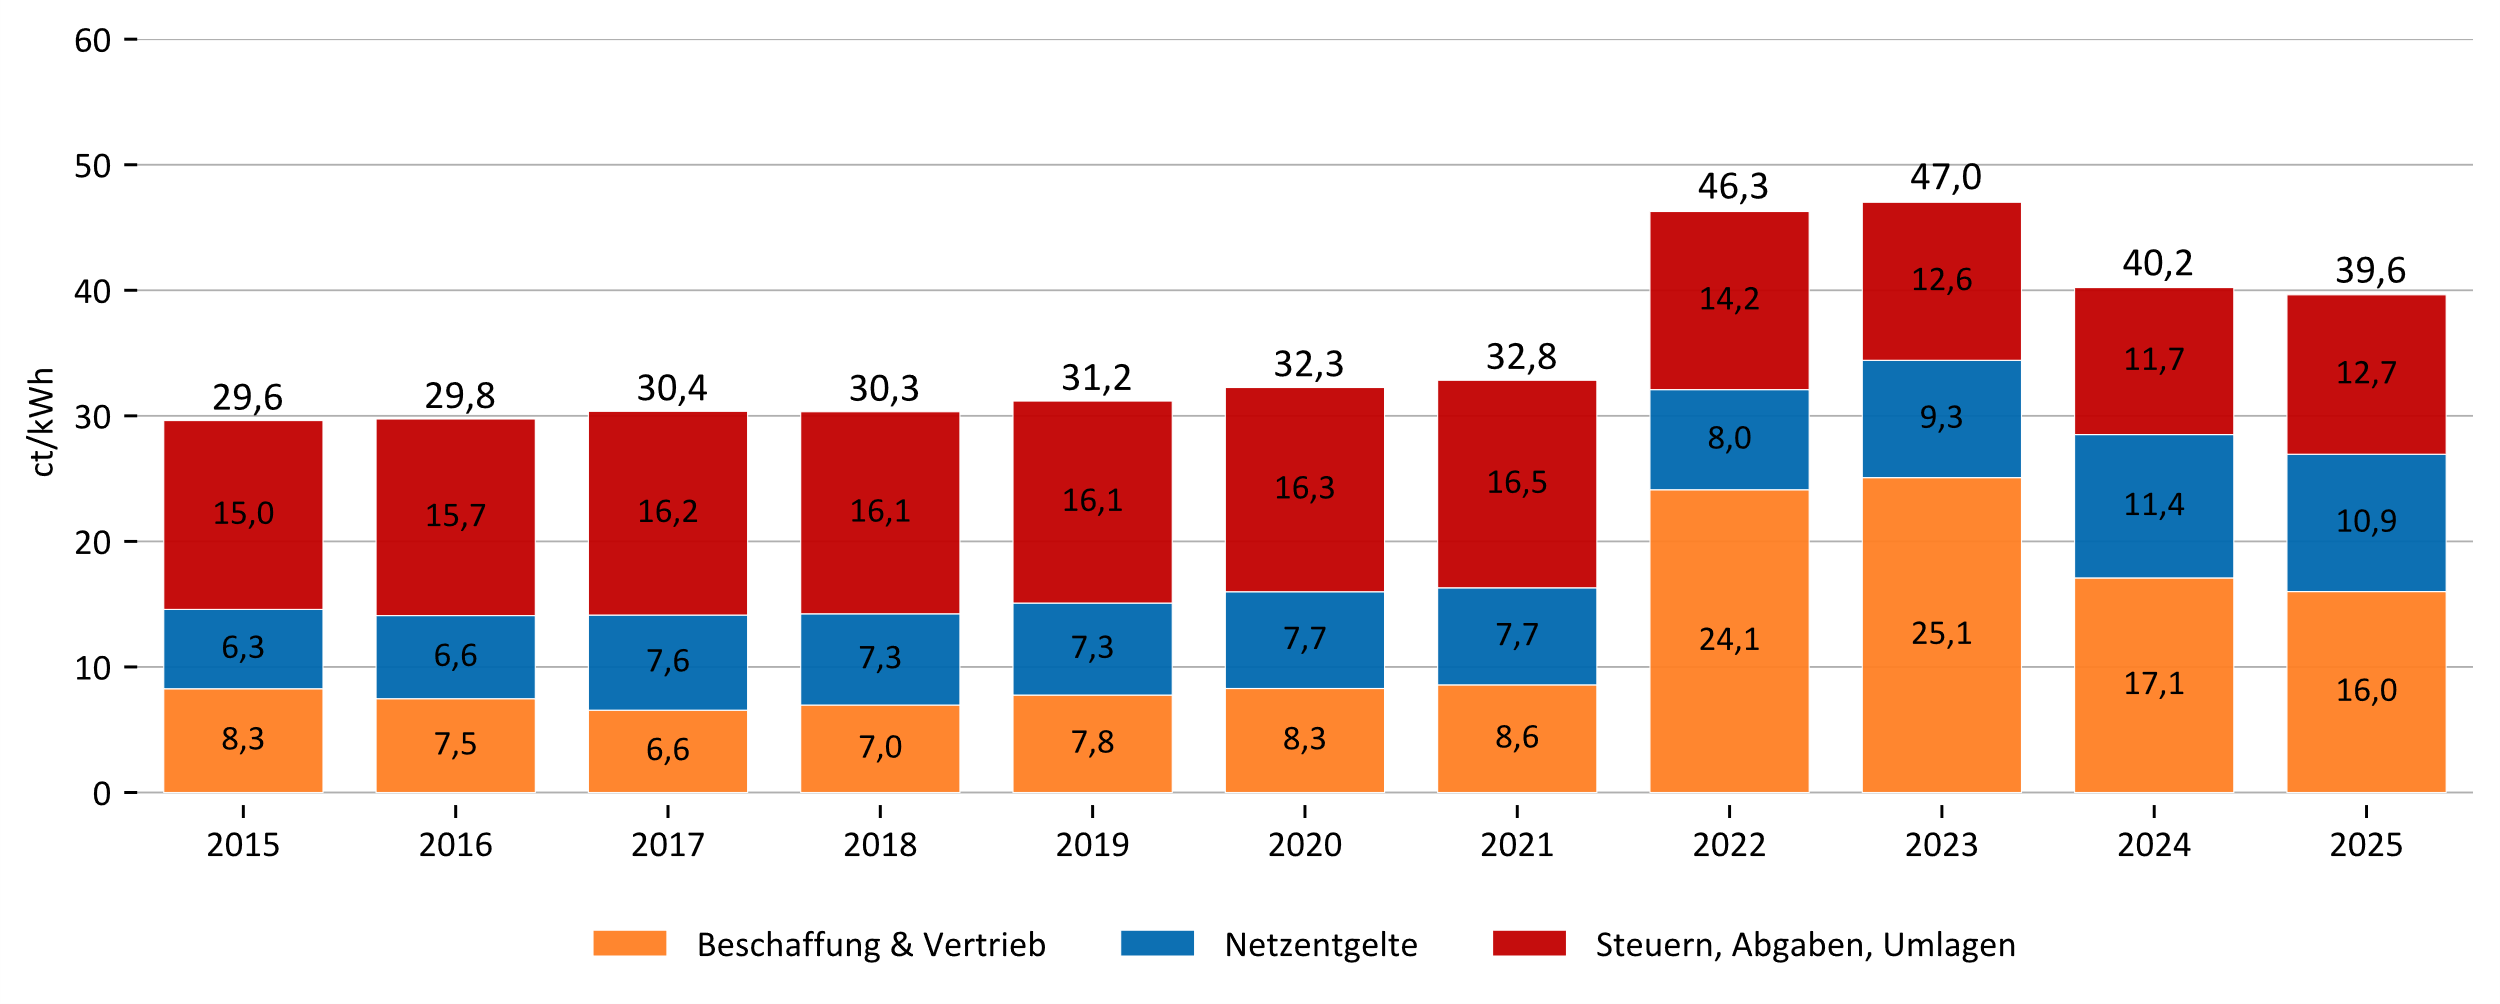 60
50
40
30
20
10
0
ct/kWh
29,6 29,8 30,4 30,3 31,2 32,3 32,8 46,3 47,0 40,2 39,6
15,0 15,7 16,2 16,1 16,1 16,3 16,5 14,2 12,6 11,7 12,7
6,3 6,6 7,6 7,3 7,3 7,7 7,7 8,0 9,3 11,4 10,9
8,3 7,5 6,6 7,0 7,8 8,3 8,6 24,1 25,1 17,1 16,0
2015 2016 2017 2018 2019 2020 2021 2022 2023 2024 2025
Beschaffung & Vertrieb Netzentgelte Steuern, Abgaben, Umlagen